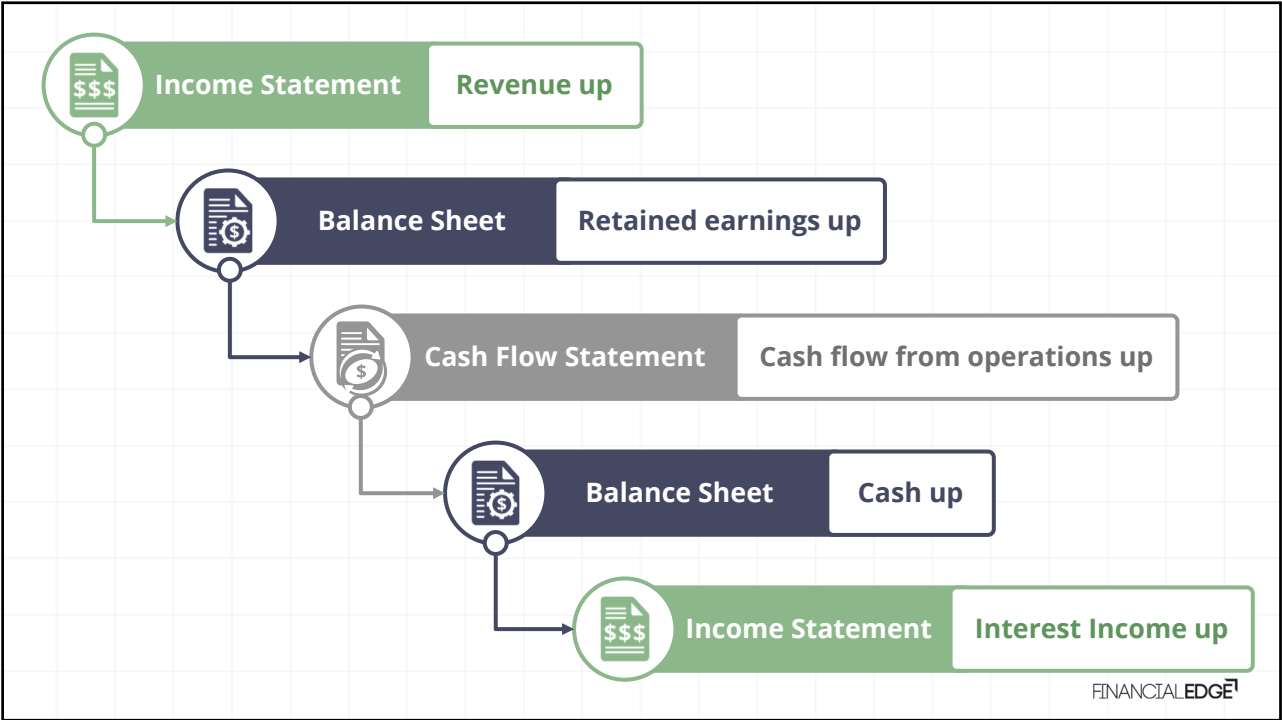 $$$
Income Statement
Revenue up
$
Balance Sheet
Retained earnings up
$
Cash Flow Statement
Cash flow from operations up
$
Balance Sheet
Cash up
$$$
Income Statement
Interest Income up
FINANCIALEDGE